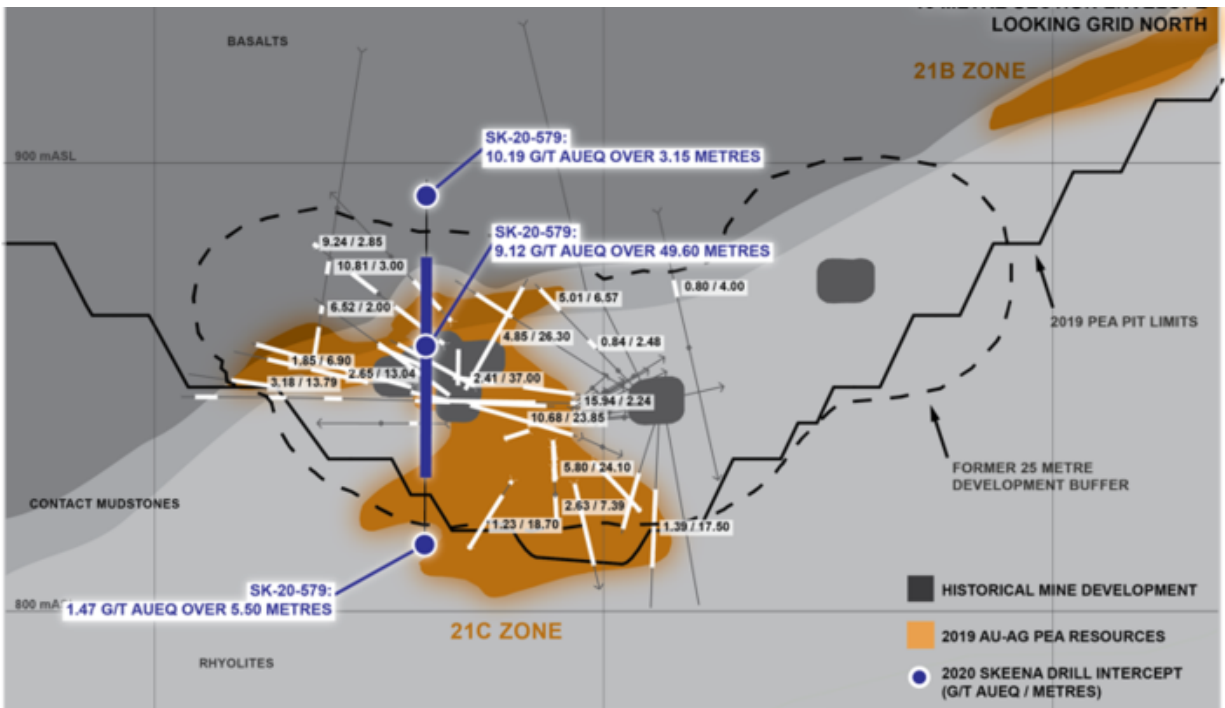 LOOKING GRID NORTH
BASALTS
21B ZONE
SK-20-579:
10.19 G/T AUEQ OVER 3.15 METRES
900 mASL
SK-20-579:
9.12 G/T AUEQ OVER 49.60 METRES
9.24 / 2.85
10.81 / 3.00
0.80 / 4.00
5.01 / 6.57
6.52 / 2.00
2019 PEA PIT LIMITS
4.85 / 26.30
0.84 / 2.48
1.85 / 6.90
2.65 / 13.04
2.41 / 37.00
3.18 / 13.79
15.94 / 2.24
10.68 / 23.85
5.80 / 24.10
FORMER 25 METRE
DEVELOPMENT BUFFER
CONTACT MUDSTONES
2.63 / 7.39
1.23 / 18.70
1.39 / 17.50
SK-20-579:
1.47 G/T AUEQ OVER 5.50 METRES
HISTORICAL MINE DEVELOPMENT
800
21C ZONE
2019 AU-AG PEA RESOURCES
RHYOLITES
2020 SKEENA DRILL INTERCEPT
(G/T AUEQ / METRES)